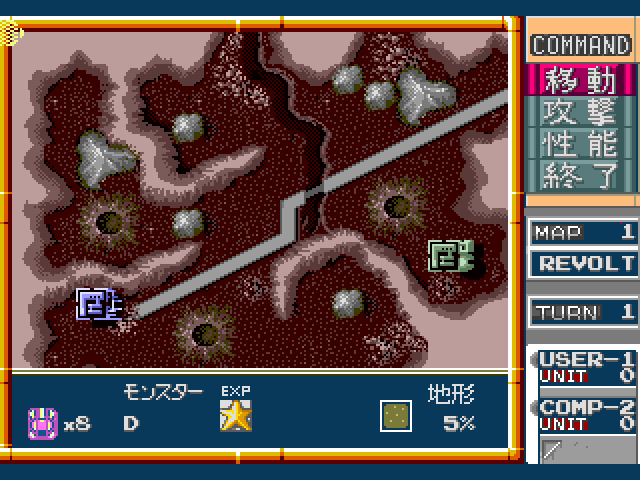 COMMAND
移動
攻撃
性能
終了
MAP 1
REVOLT
TURN 1
USER-1
UNIT 0
COMP-2
UNIT 0
モンスター EXP 地形
x8 D 5%